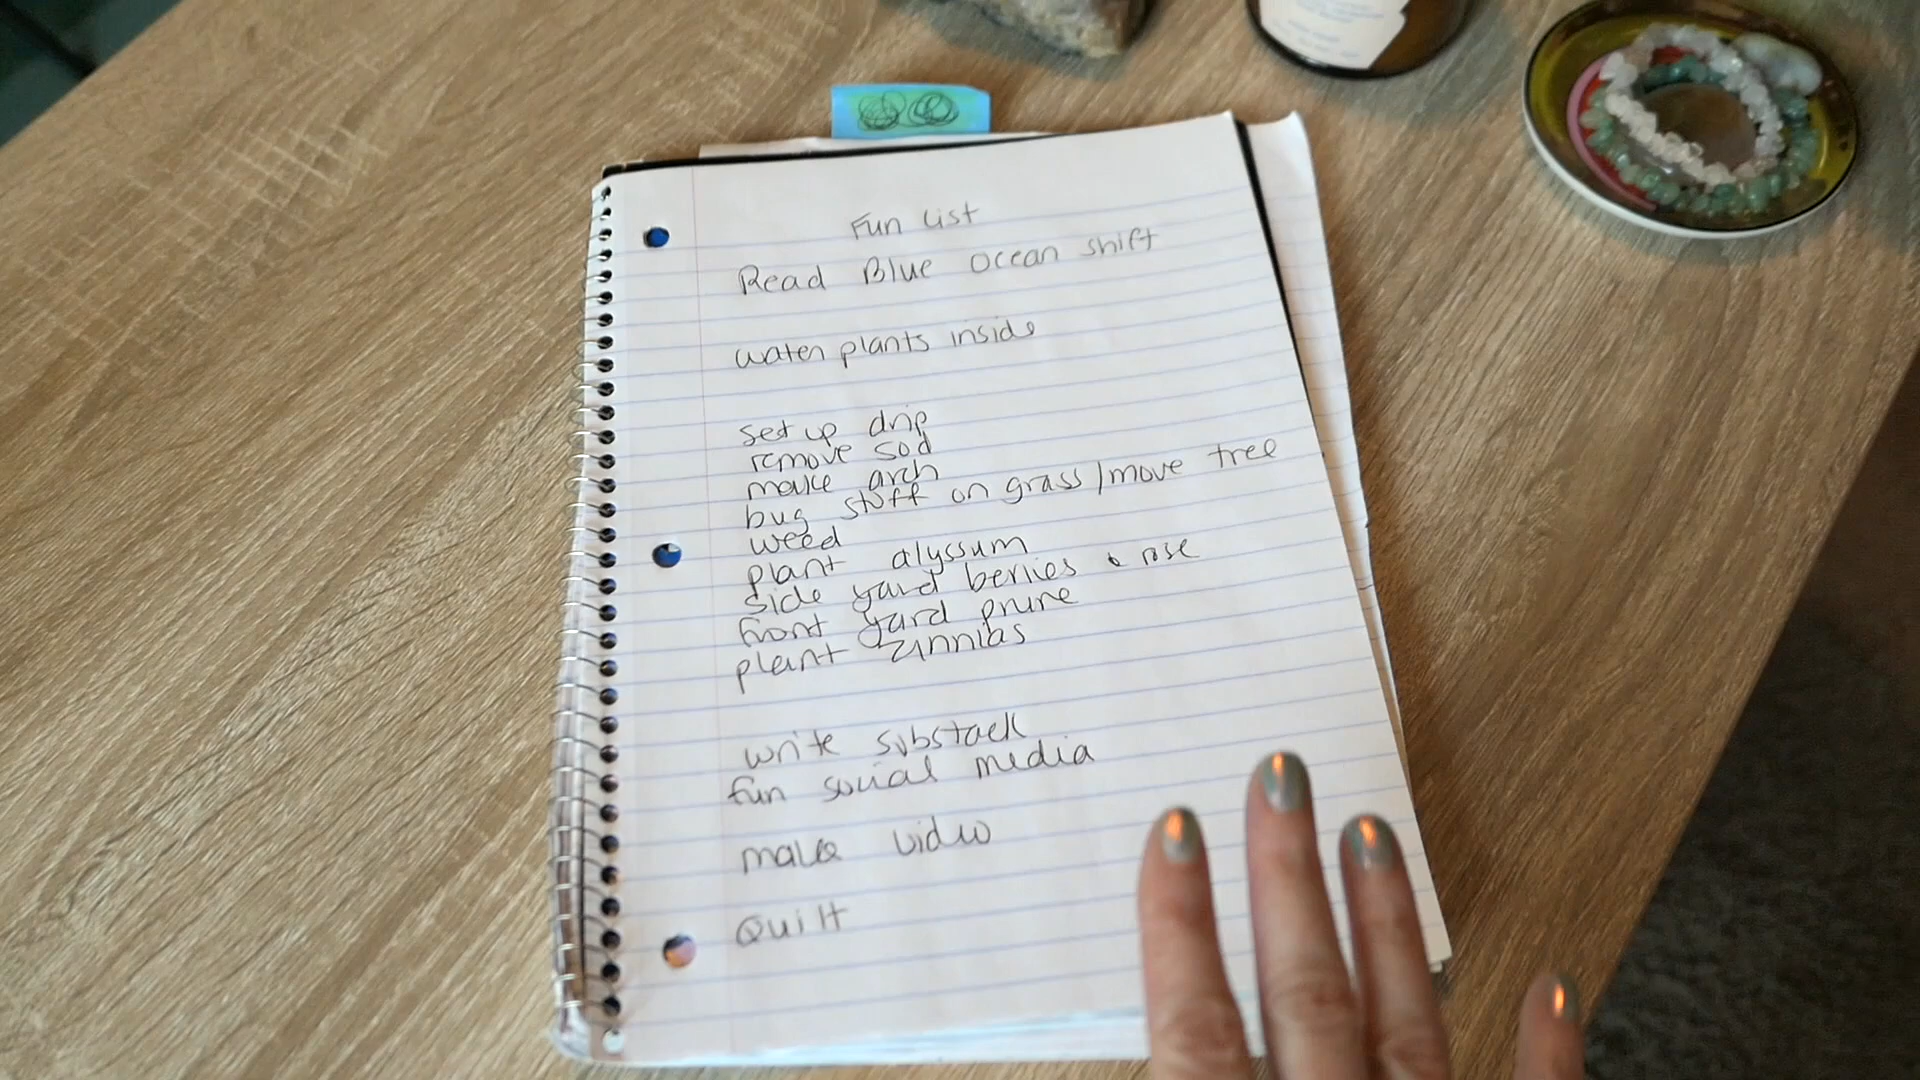 Fun List
Read Blue Ocean Shift
water plants inside
set up drip
remove sod
make arch
bug stuff on grass/move tree
weed
plant alyssum
side yard berries & rose
front yard prune
plant zinnias
write substack
fun social media
make video
Quilt